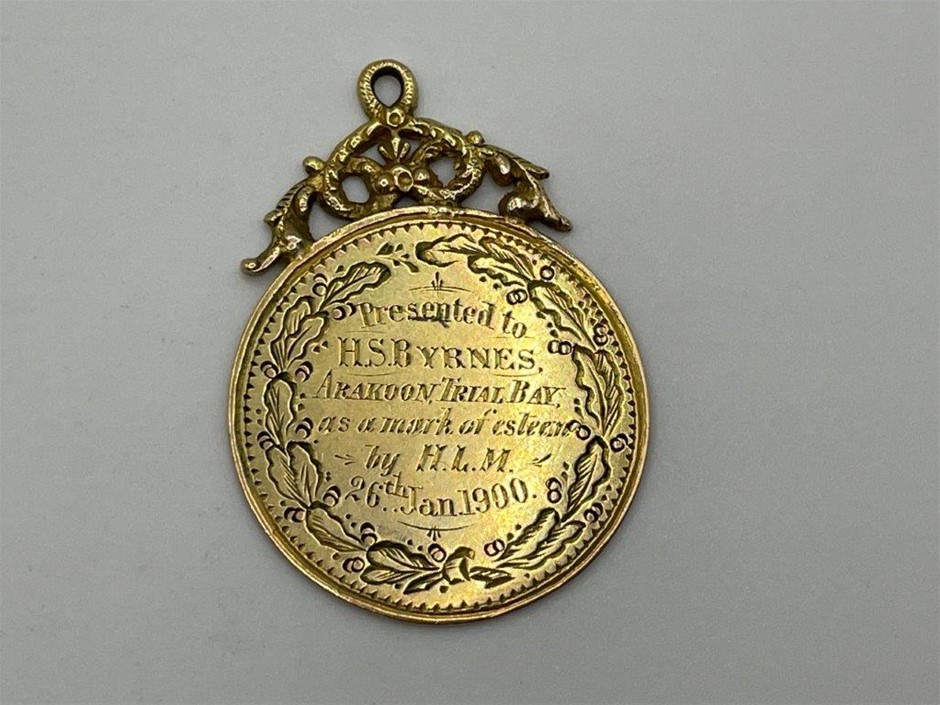 Presented to
H.S.BYRNES,
ARAKOON, TRIAL BAY,
as a mark of esteem
by H.L.M.
26th Jan.1900.